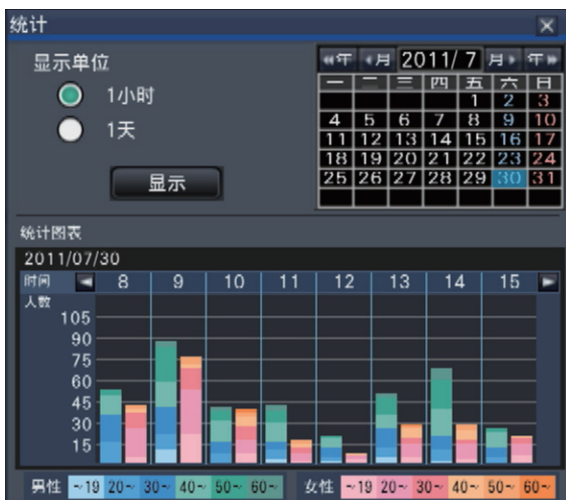 统计
显示单位
1小时
1天
显示
年 月 2011/ 7 月 年
一 二 三 四 五 六 日
1 2 3
4 5 6 7 8 9 10
11 12 13 14 15 16 17
18 19 20 21 22 23 24
25 26 27 28 29 30 31
统计图表
2011/07/30
时间 8 9 10 11 12 13 14 15
人数
105
90
75
60
45
30
15
男性 ~19 20~ 30~ 40~ 50~ 60~ 女性 ~19 20~ 30~ 40~ 50~ 60~